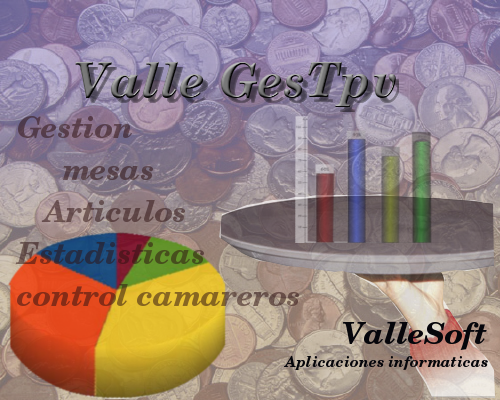 Valle GesTpv
Gestion
mesas
Articulos
Estadisticas
control camareros
ValleSoft
Aplicaciones informaticas